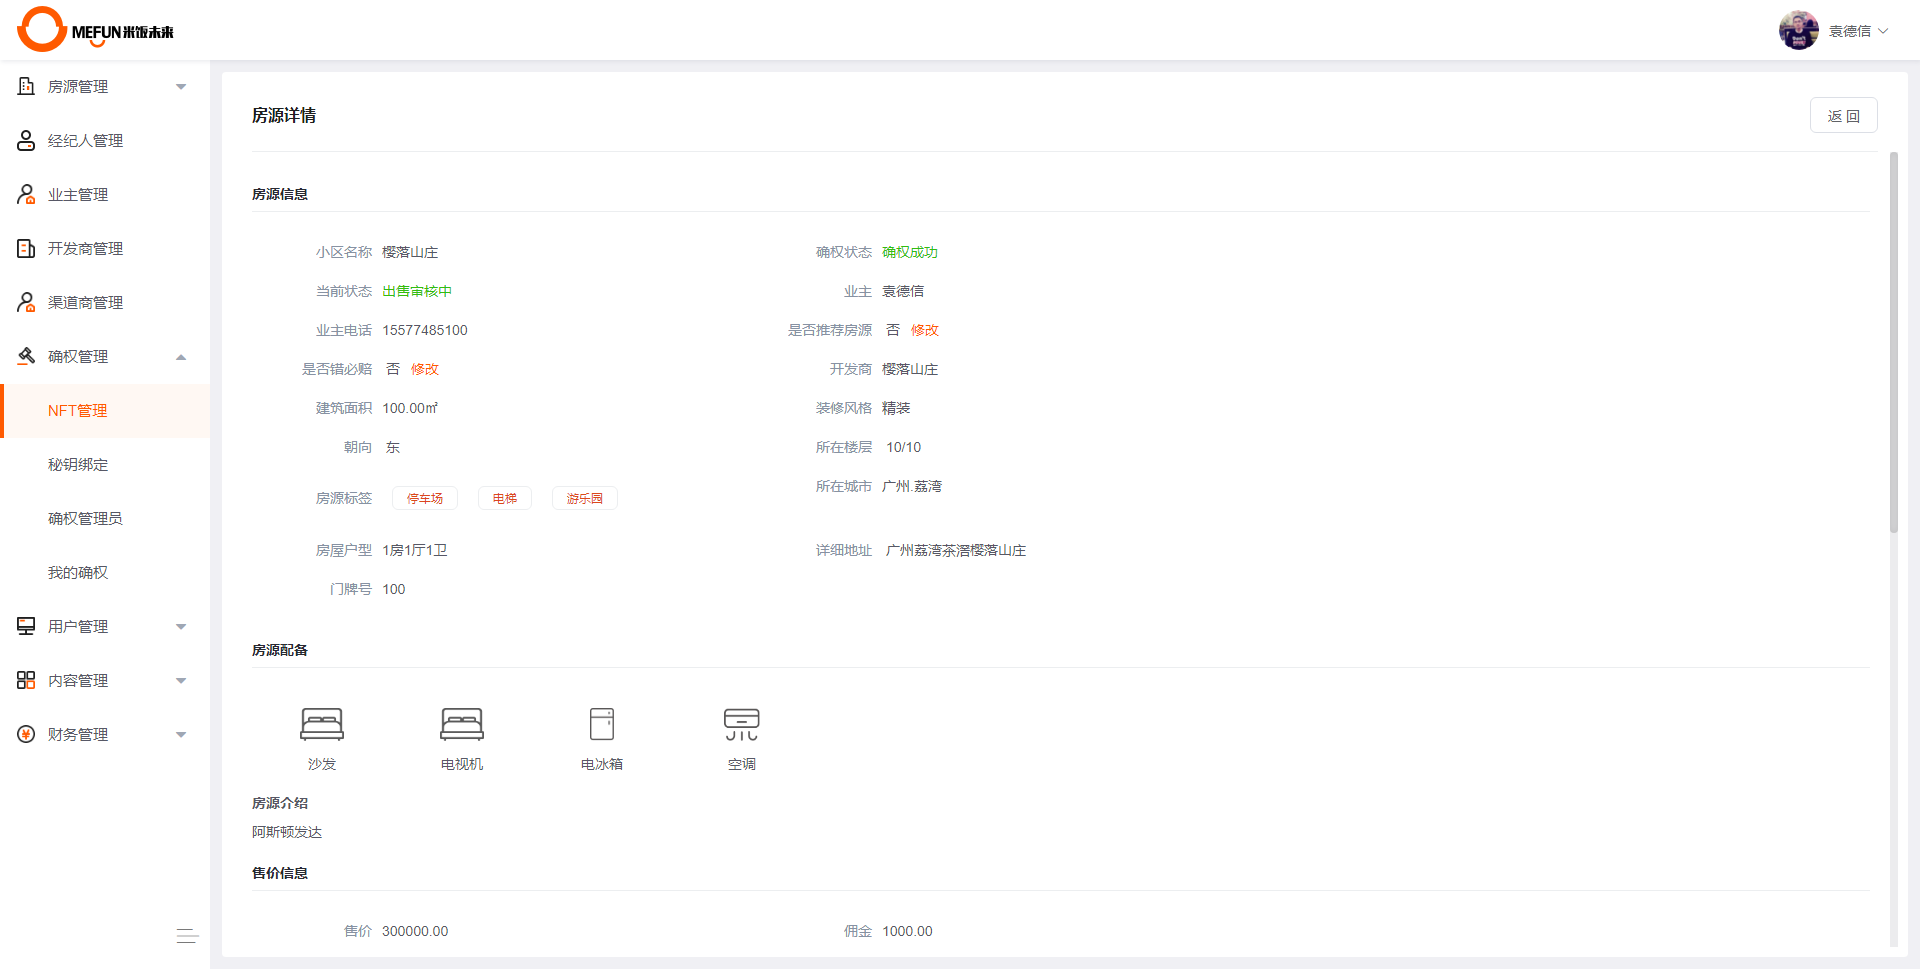 MEFUN米饭未来
袁德信
房源管理
经纪人管理
业主管理
开发商管理
渠道商管理
确权管理
NFT管理
秘钥绑定
确权管理员
我的确权
用户管理
内容管理
财务管理
房源详情
返 回
房源信息
小区名称 樱落山庄
确权状态 确权成功
当前状态 出售审核中
业主 袁德信
业主电话 15577485100
是否推荐房源 否 修改
是否错必赔 否 修改
开发商 樱落山庄
建筑面积 100.00㎡
装修风格 精装
朝向 东
所在楼层 10/10
房源标签 停车场 电梯 游乐园
所在城市 广州.荔湾
房屋户型 1房1厅1卫
详细地址 广州荔湾茶滘樱落山庄
门牌号 100
房源配备
沙发 电视机 电冰箱 空调
房源介绍
阿斯顿发达
售价信息
售价 300000.00
佣金 1000.00